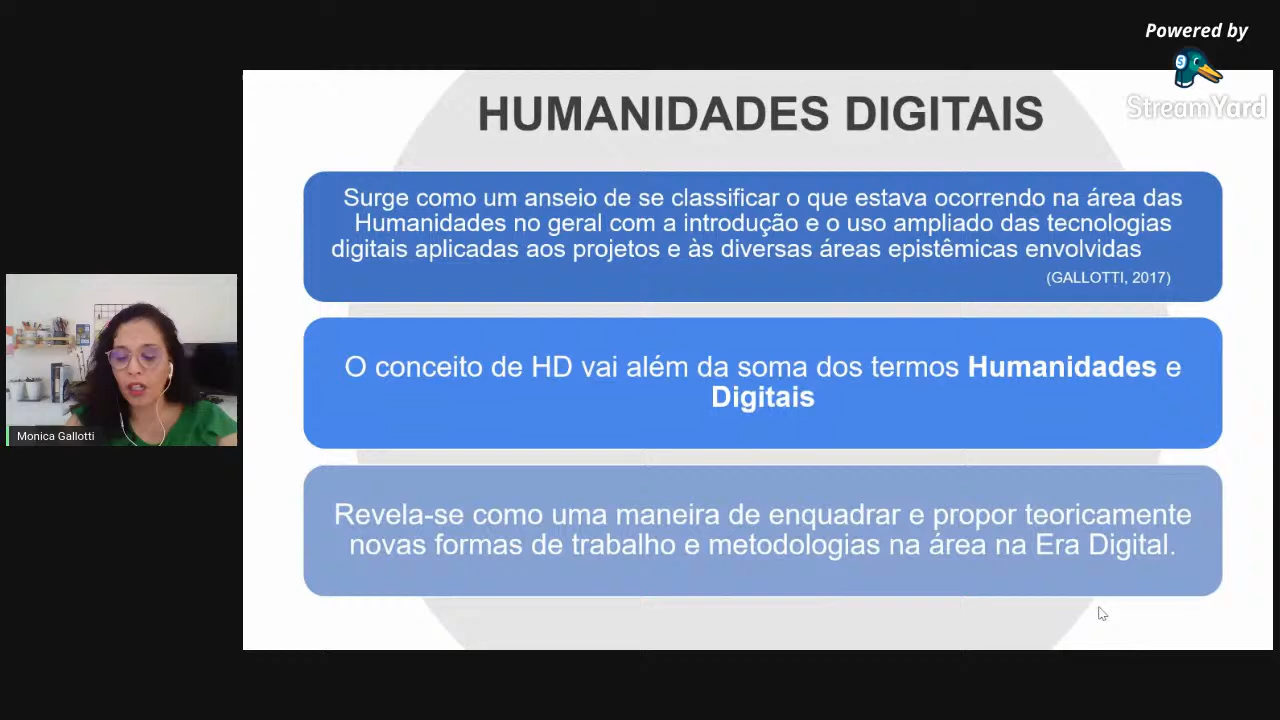 Powered by
StreamYard
HUMANIDADES DIGITAIS
Surge como um anseio de se classificar o que estava ocorrendo na área das
Humanidades no geral com a introdução e o uso ampliado das tecnologias
digitais aplicadas aos projetos e às diversas áreas epistêmicas envolvidas
(GALLOTTI, 2017)
O conceito de HD vai além da soma dos termos Humanidades e
Digitais
Revela-se como uma maneira de enquadrar e propor teoricamente
novas formas de trabalho e metodologias na área na Era Digital.
Monica Gallotti